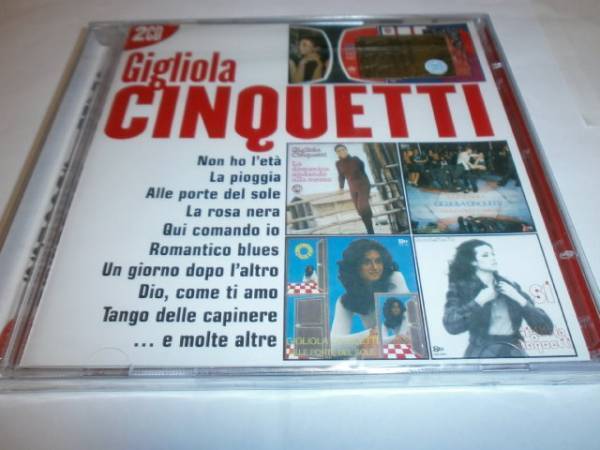 2CD
Gigliola
CINQUETTI
Non ho l'età
La pioggia
Alle porte del sole
La rosa nera
Qui comando io
Romantico blues
Un giorno dopo l'altro
Dio, come ti amo
Tango delle capinere
... e molte altre
Gigliola
Cinquetti
GIGLIOLA CINQUETTI
GIGLIOLA CINQUETTI
ALLE PORTE DEL SOLE
Sì